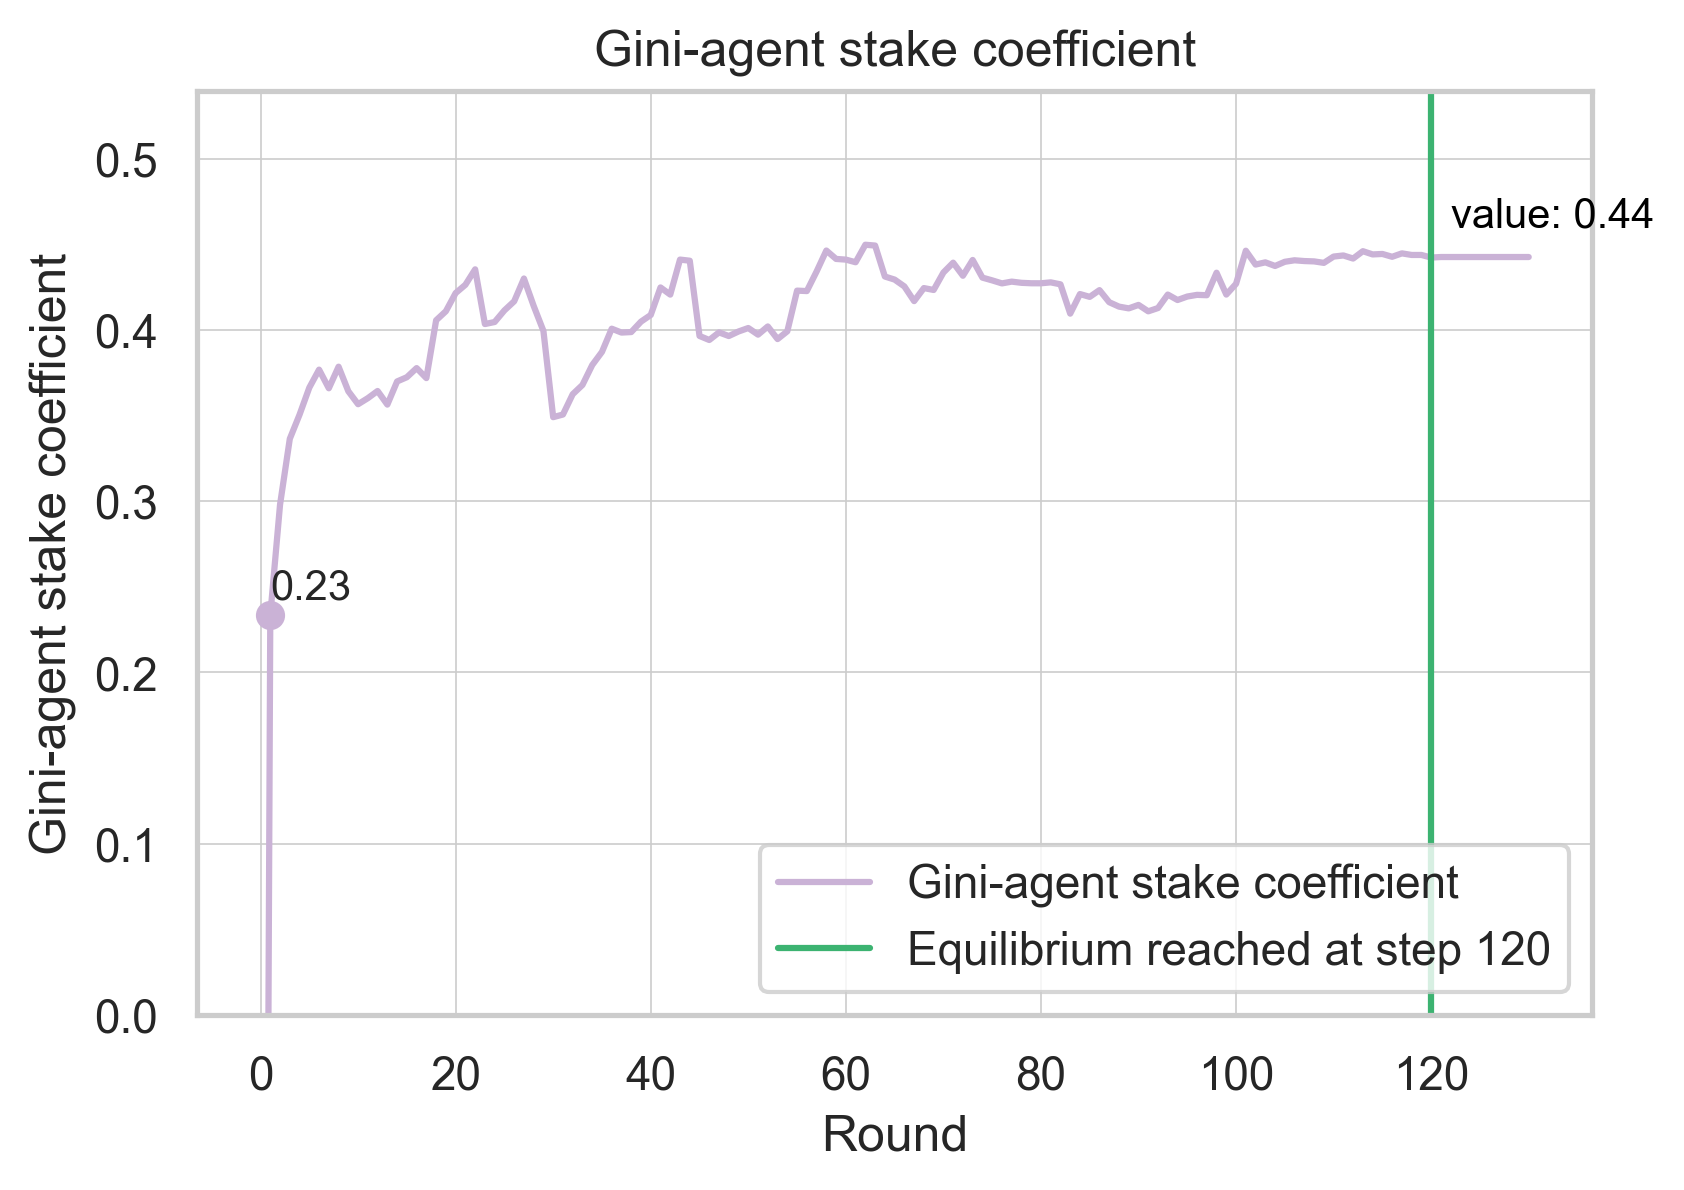 Gini-agent stake coefficient
Gini-agent stake coefficient
0.5
0.4
0.3
0.2
0.1
0.0
value: 0.44
0.23
Gini-agent stake coefficient
Equilibrium reached at step 120
0 20 40 60 80 100 120
Round